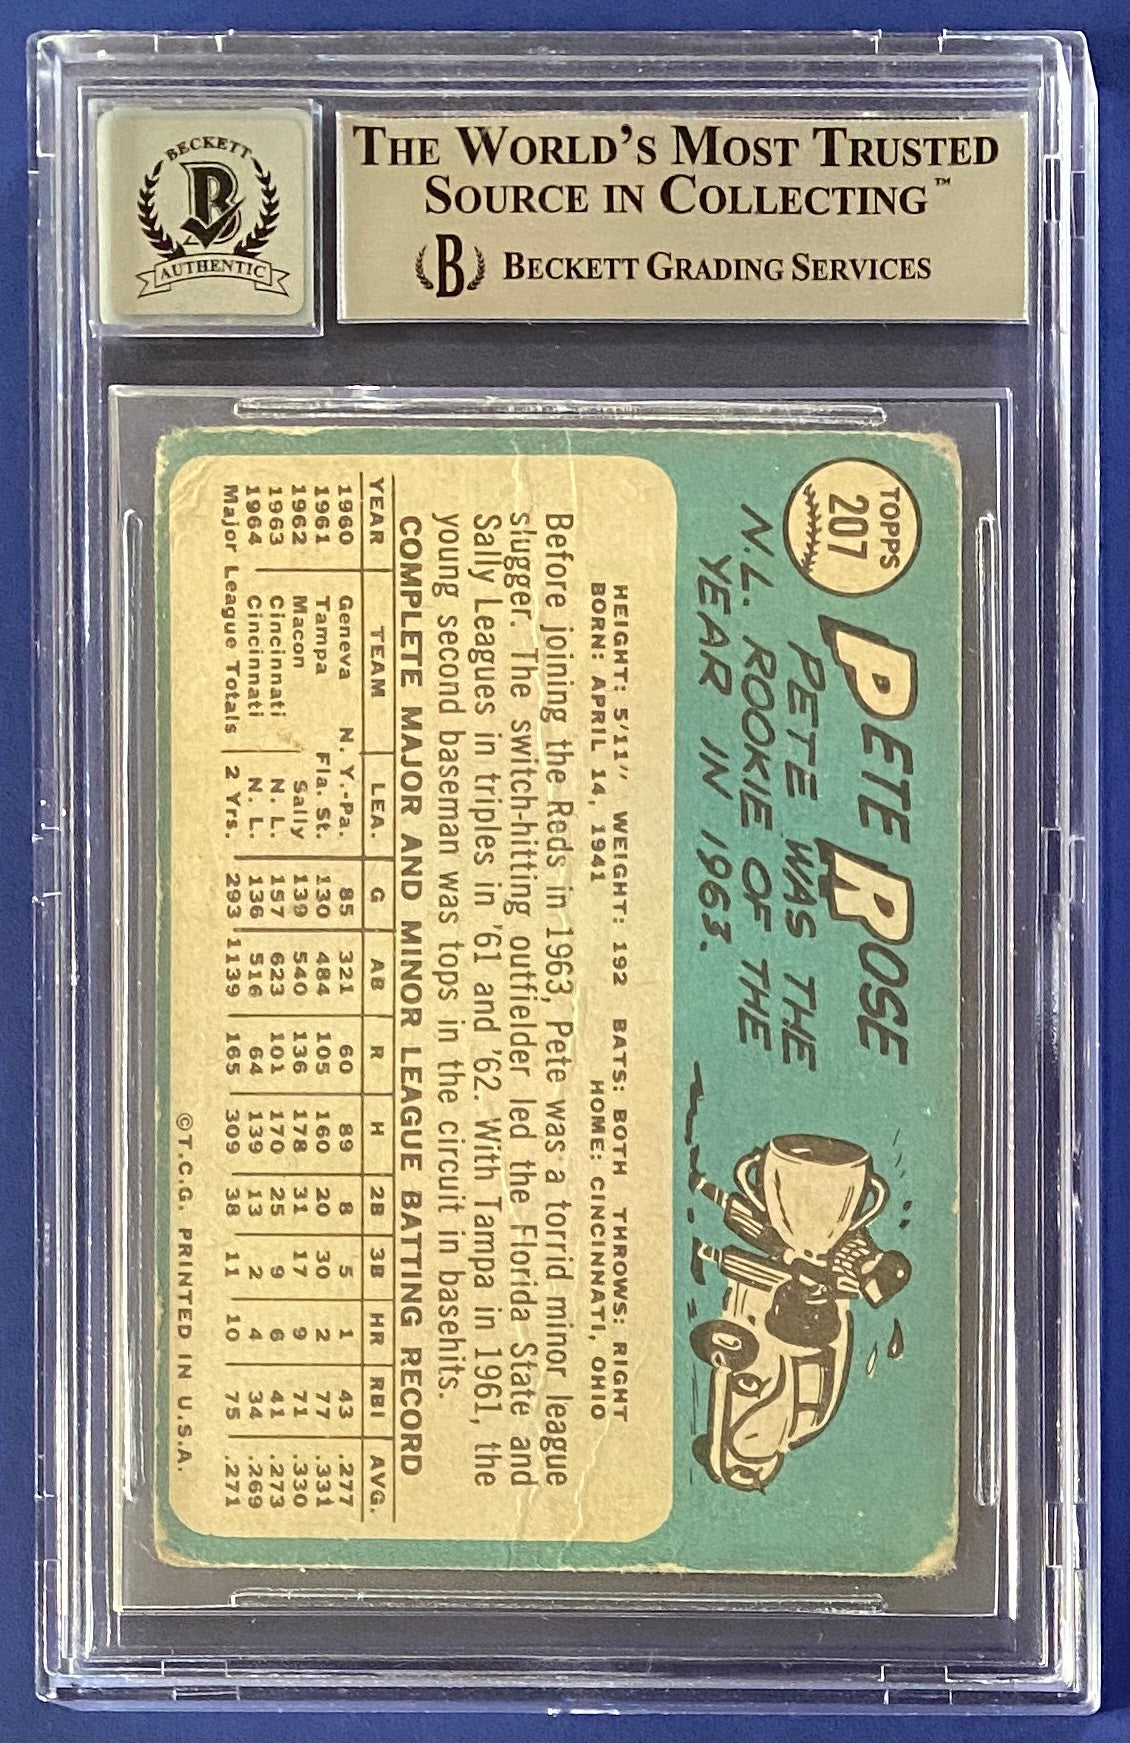 BECKETT
B
AUTHENTIC
THE WORLD'S MOST TRUSTED
SOURCE IN COLLECTING™
B BECKETT GRADING SERVICES
TOPPS
207
PETE ROSE
PETE WAS THE
N.L. ROOKIE OF THE
YEAR IN 1963.
HEIGHT: 5'11" WEIGHT: 192 BATS: BOTH THROWS: RIGHT
BORN: APRIL 14, 1941 HOME: CINCINNATI, OHIO
Before joining the Reds in 1963, Pete was a torrid minor league
slugger. The switch-hitting outfielder led the Florida State and
Sally Leagues in triples in '61 and '62. With Tampa in 1961, the
young second baseman was tops in the circuit in basehits.
COMPLETE MAJOR AND MINOR LEAGUE BATTING RECORD
YEAR TEAM LEA. G AB R H 2B 3B HR RBI AVG.
1960 Geneva N.Y.-Pa. 85 321 60 89 8 5 1 43 .277
1961 Tampa Fla. St. 130 484 105 160 20 30 2 77 .331
1962 Macon Sally 139 540 136 178 31 17 9 71 .330
1963 Cincinnati N. L. 157 623 101 170 25 9 6 41 .273
1964 Cincinnati N. L. 136 516 64 139 13 2 4 34 .269
Major League Totals 2 Yrs. 293 1139 165 309 38 11 10 75 .271
©T.C.G. PRINTED IN U.S.A.